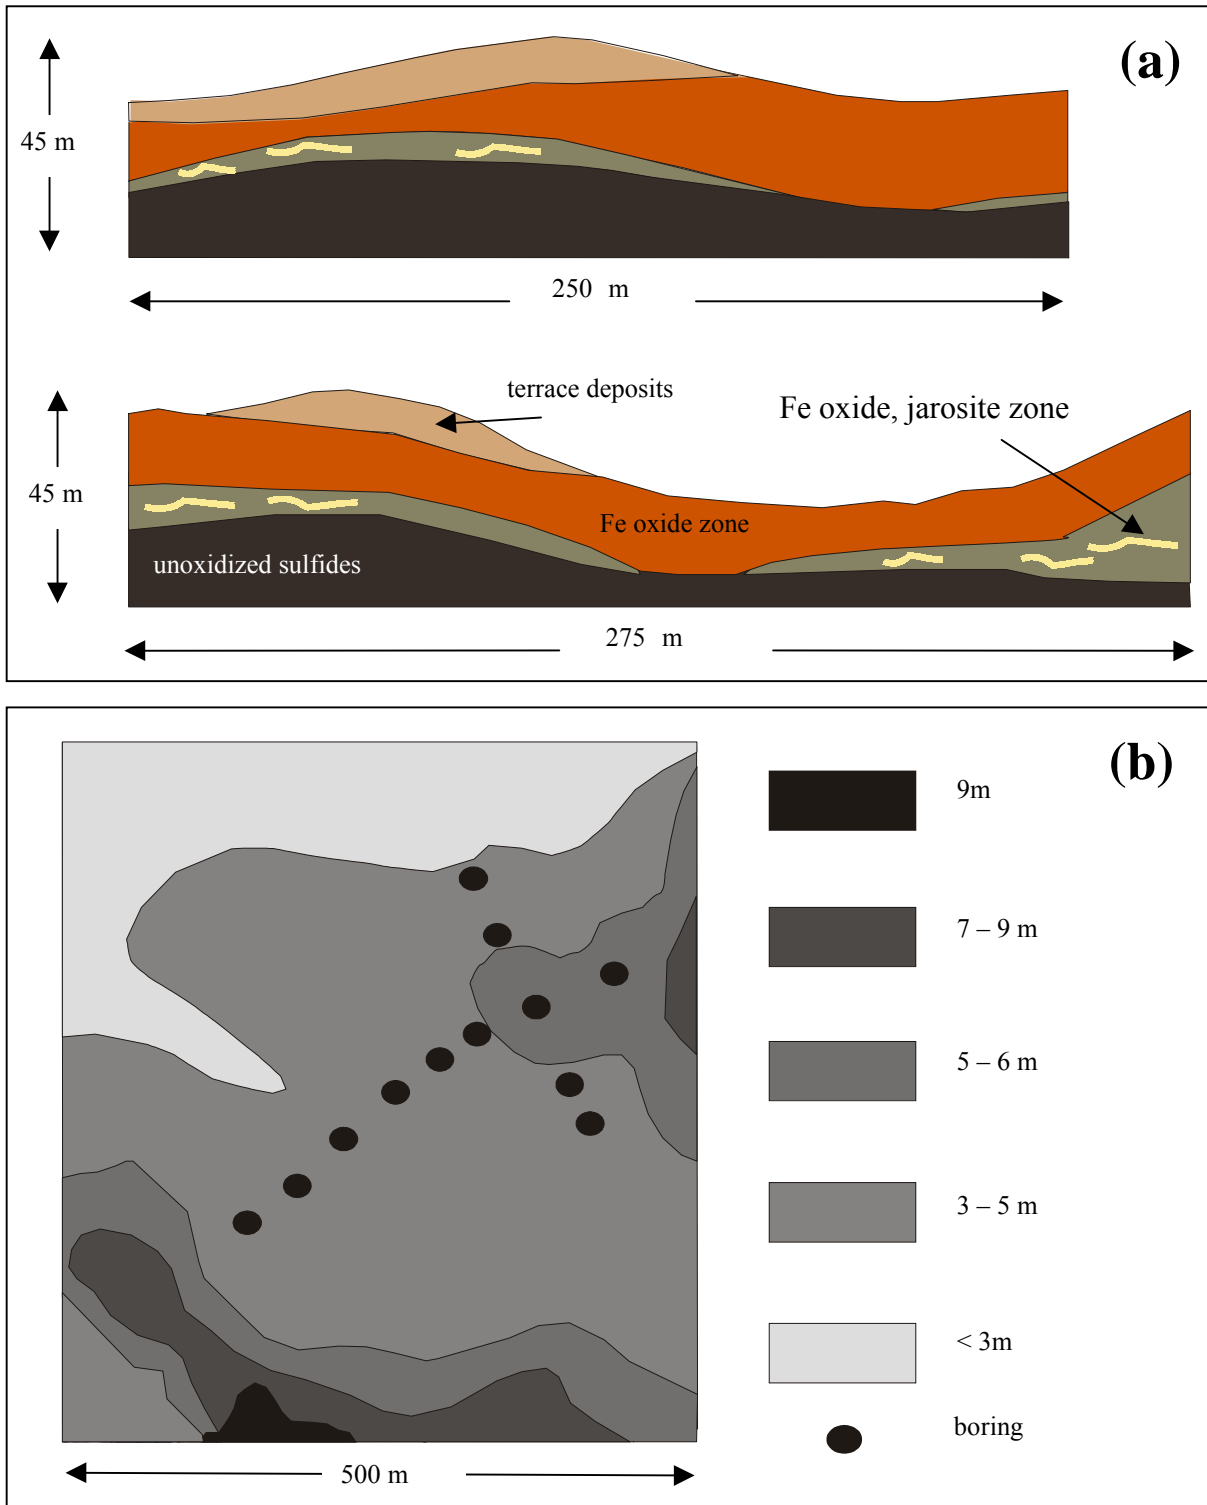 (a)
45 m
250 m
terrace deposits
Fe oxide, jarosite zone
45 m
Fe oxide zone
unoxidized sulfides
275 m
(b)
9m
7 – 9 m
5 – 6 m
3 – 5 m
< 3m
boring
500 m